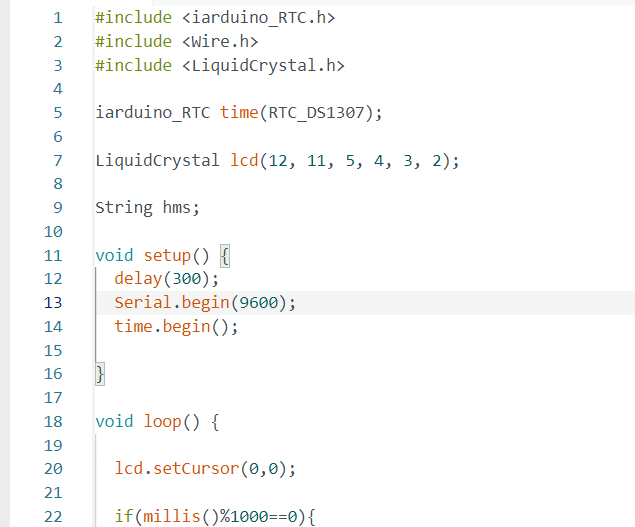 1 #include <iarduino_RTC.h>
2 #include <Wire.h>
3 #include <LiquidCrystal.h>
4
5 iarduino_RTC time(RTC_DS1307);
6
7 LiquidCrystal lcd(12, 11, 5, 4, 3, 2);
8
9 String hms;
10
11 void setup() {
12   delay(300);
13   Serial.begin(9600);
14   time.begin();
15
16 }
17
18 void loop() {
19
20   lcd.setCursor(0,0);
21
22   if(millis()%1000==0){